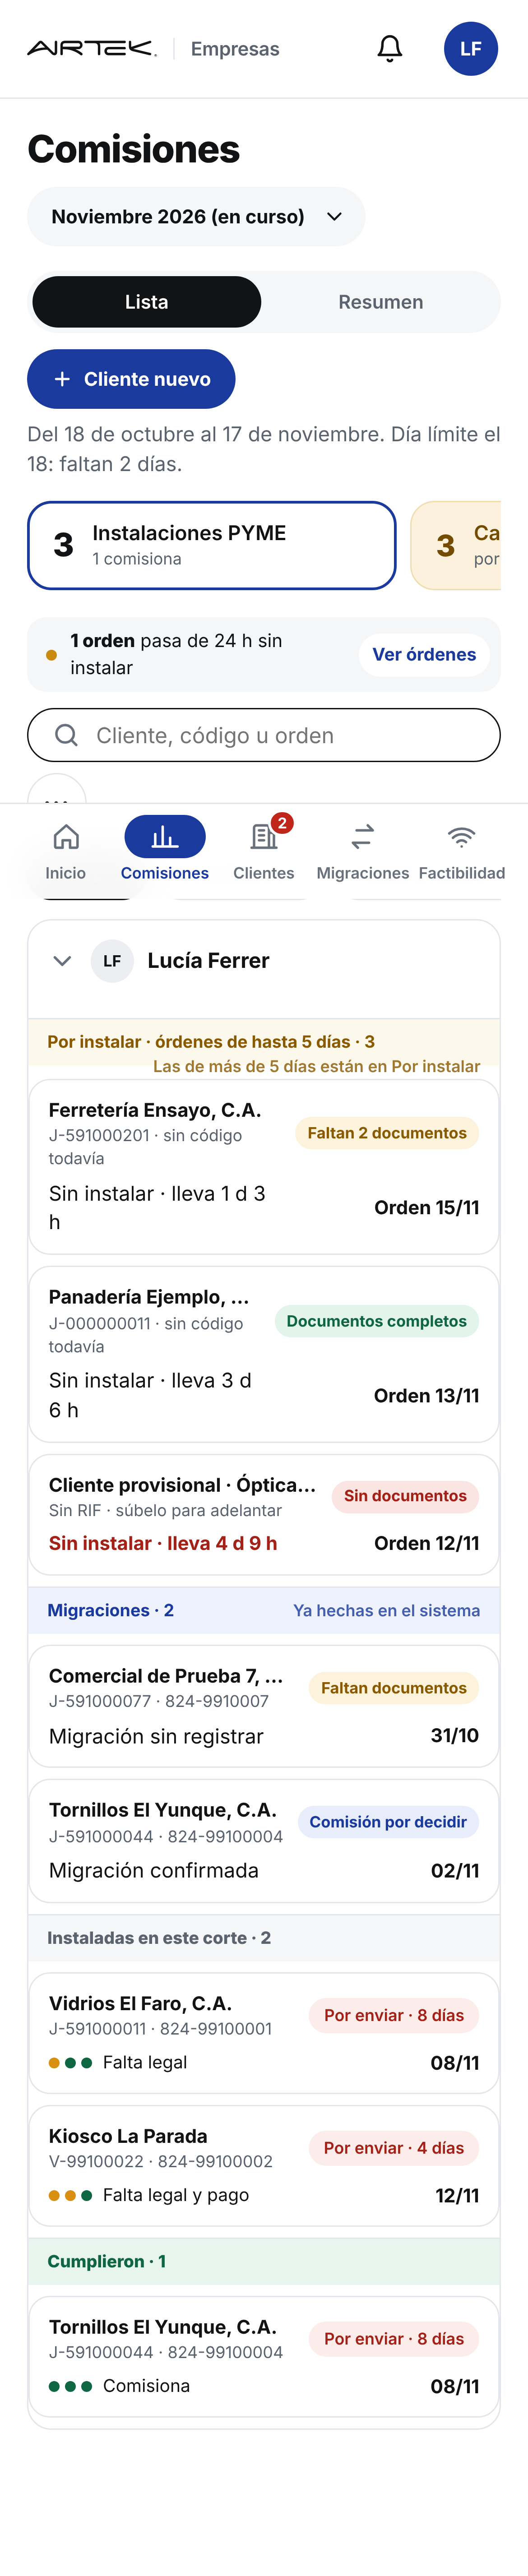 AIRTEK.
Empresas
LF
Comisiones
Noviembre 2026 (en curso)
Lista
Resumen
+ Cliente nuevo
Del 18 de octubre al 17 de noviembre. Día límite el
18: faltan 2 días.
3
Instalaciones PYME
1 comisiona
3
Ca
por
1 orden pasa de 24 h sin
instalar
Ver órdenes
Cliente, código u orden
...
2
Inicio
Comisiones
Clientes
Migraciones
Factibilidad
LF
Lucía Ferrer
Por instalar · órdenes de hasta 5 días · 3
Las de más de 5 días están en Por instalar
Ferretería Ensayo, C.A.
J-591000201 · sin código
todavía
Faltan 2 documentos
Sin instalar · lleva 1 d 3
h
Orden 15/11
Panadería Ejemplo, ...
J-000000011 · sin código
todavía
Documentos completos
Sin instalar · lleva 3 d
6 h
Orden 13/11
Cliente provisional · Óptica...
Sin RIF · súbelo para adelantar
Sin documentos
Sin instalar · lleva 4 d 9 h
Orden 12/11
Migraciones · 2
Ya hechas en el sistema
Comercial de Prueba 7, ...
J-591000077 · 824-9910007
Faltan documentos
Migración sin registrar
31/10
Tornillos El Yunque, C.A.
J-591000044 · 824-99100004
Comisión por decidir
Migración confirmada
02/11
Instaladas en este corte · 2
Vidrios El Faro, C.A.
J-591000011 · 824-99100001
Por enviar · 8 días
Falta legal
08/11
Kiosco La Parada
V-99100022 · 824-99100002
Por enviar · 4 días
Falta legal y pago
12/11
Cumplieron · 1
Tornillos El Yunque, C.A.
J-591000044 · 824-99100004
Por enviar · 8 días
Comisiona
08/11